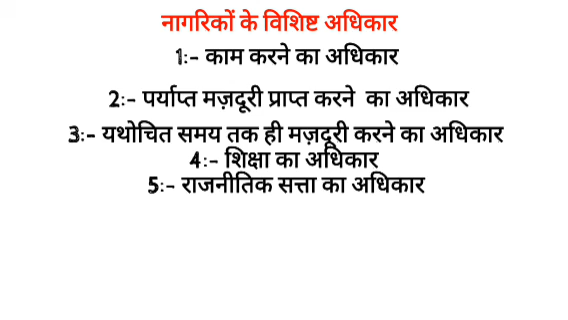 नागरिकों के विशिष्ट अधिकार
1:- काम करने का अधिकार
2:- पर्याप्त मज़दूरी प्राप्त करने का अधिकार
3:- यथोचित समय तक ही मज़दूरी करने का अधिकार
4:- शिक्षा का अधिकार
5:- राजनीतिक सत्ता का अधिकार